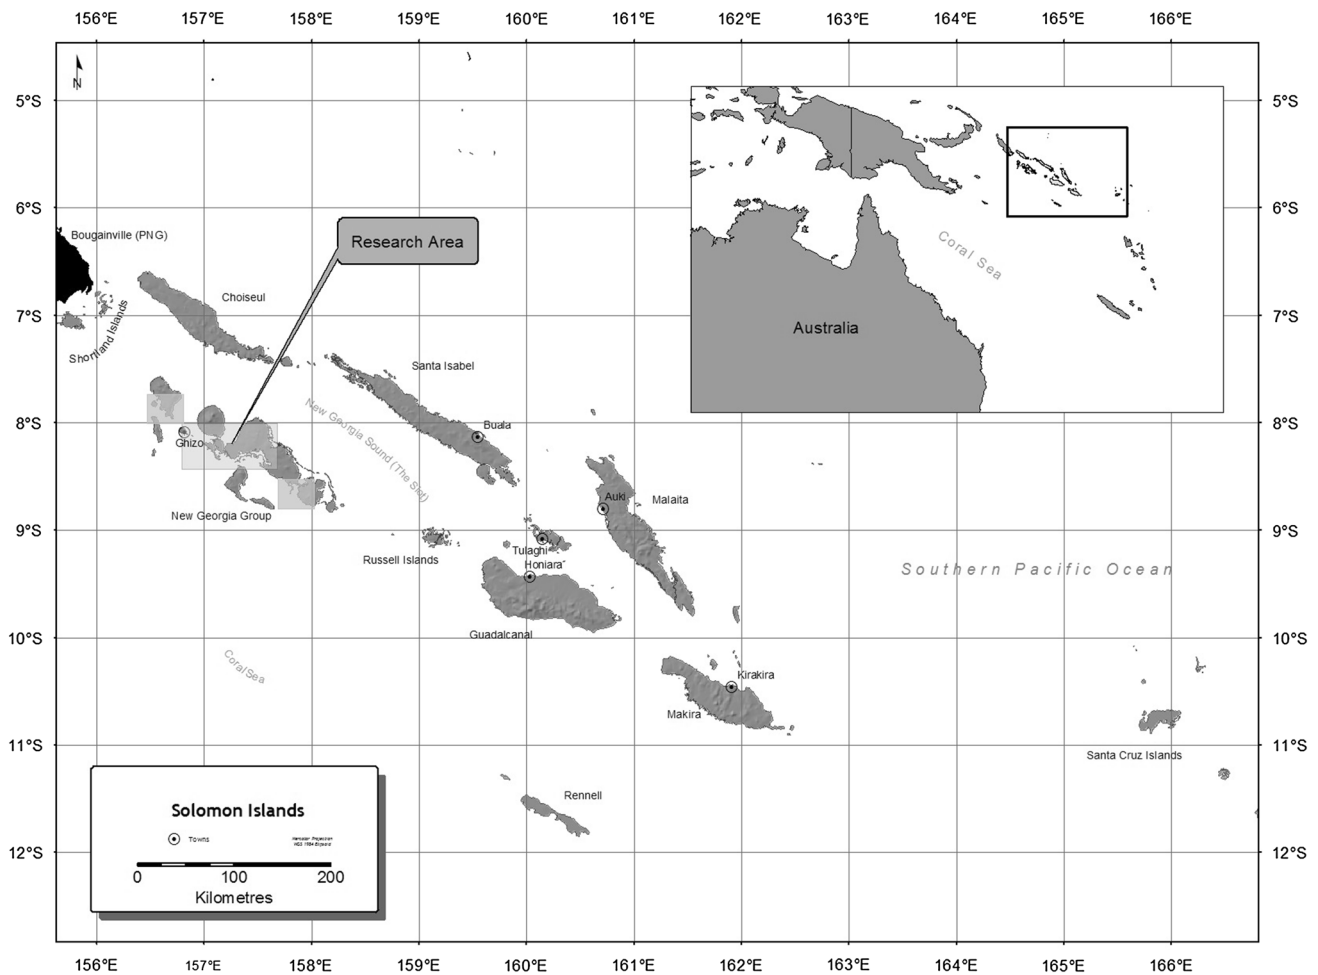 156°E 157°E 158°E 159°E 160°E 161°E 162°E 163°E 164°E 165°E 166°E
N
5°S 5°S
6°S 6°S
Bougainville (PNG)
Research Area
Coral Sea
Choiseul
Shortland Islands
7°S 7°S
Australia
Santa Isabel
New Georgia Sound (The Slot)
8°S 8°S
Buala
Ghizo
Auki
Malaita
New Georgia Group
9°S 9°S
Russell Islands
Tulaghi
Honiara
Southern Pacific Ocean
Guadalcanal
10°S 10°S
Coral Sea
Kirakira
Makira
11°S 11°S
Santa Cruz Islands
Rennell
Solomon Islands
Towns
Mercator Projection
12°S 12°S
0 100 200
Kilometres
156°E 157°E 158°E 159°E 160°E 161°E 162°E 163°E 164°E 165°E 166°E